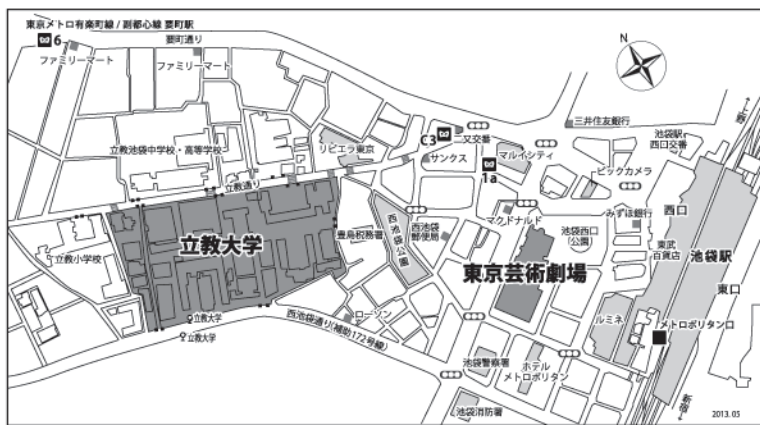 東京メトロ有楽町線 / 副都心線 要町駅
6
要町通り
ファミリーマート
ファミリーマート
N
三井住友銀行
上野
C3
二又交番
池袋駅
西口交番
立教池袋中学校・高等学校
リビエラ東京
サンクス
マルイシティ
1a
ビックカメラ
立教通り
西口
マクドナルド
みずほ銀行
立教大学
豊島税務署
西池袋公園
西池袋
郵便局
池袋西口
公園
東武
百貨店
池袋駅
立教小学校
東京芸術劇場
東口
ルミネ
メトロポリタン口
立教大学
ローソン
立教大学
西池袋通り(補助172号線)
池袋警察署
ホテル
メトロポリタン
新宿
池袋消防署
2013.05